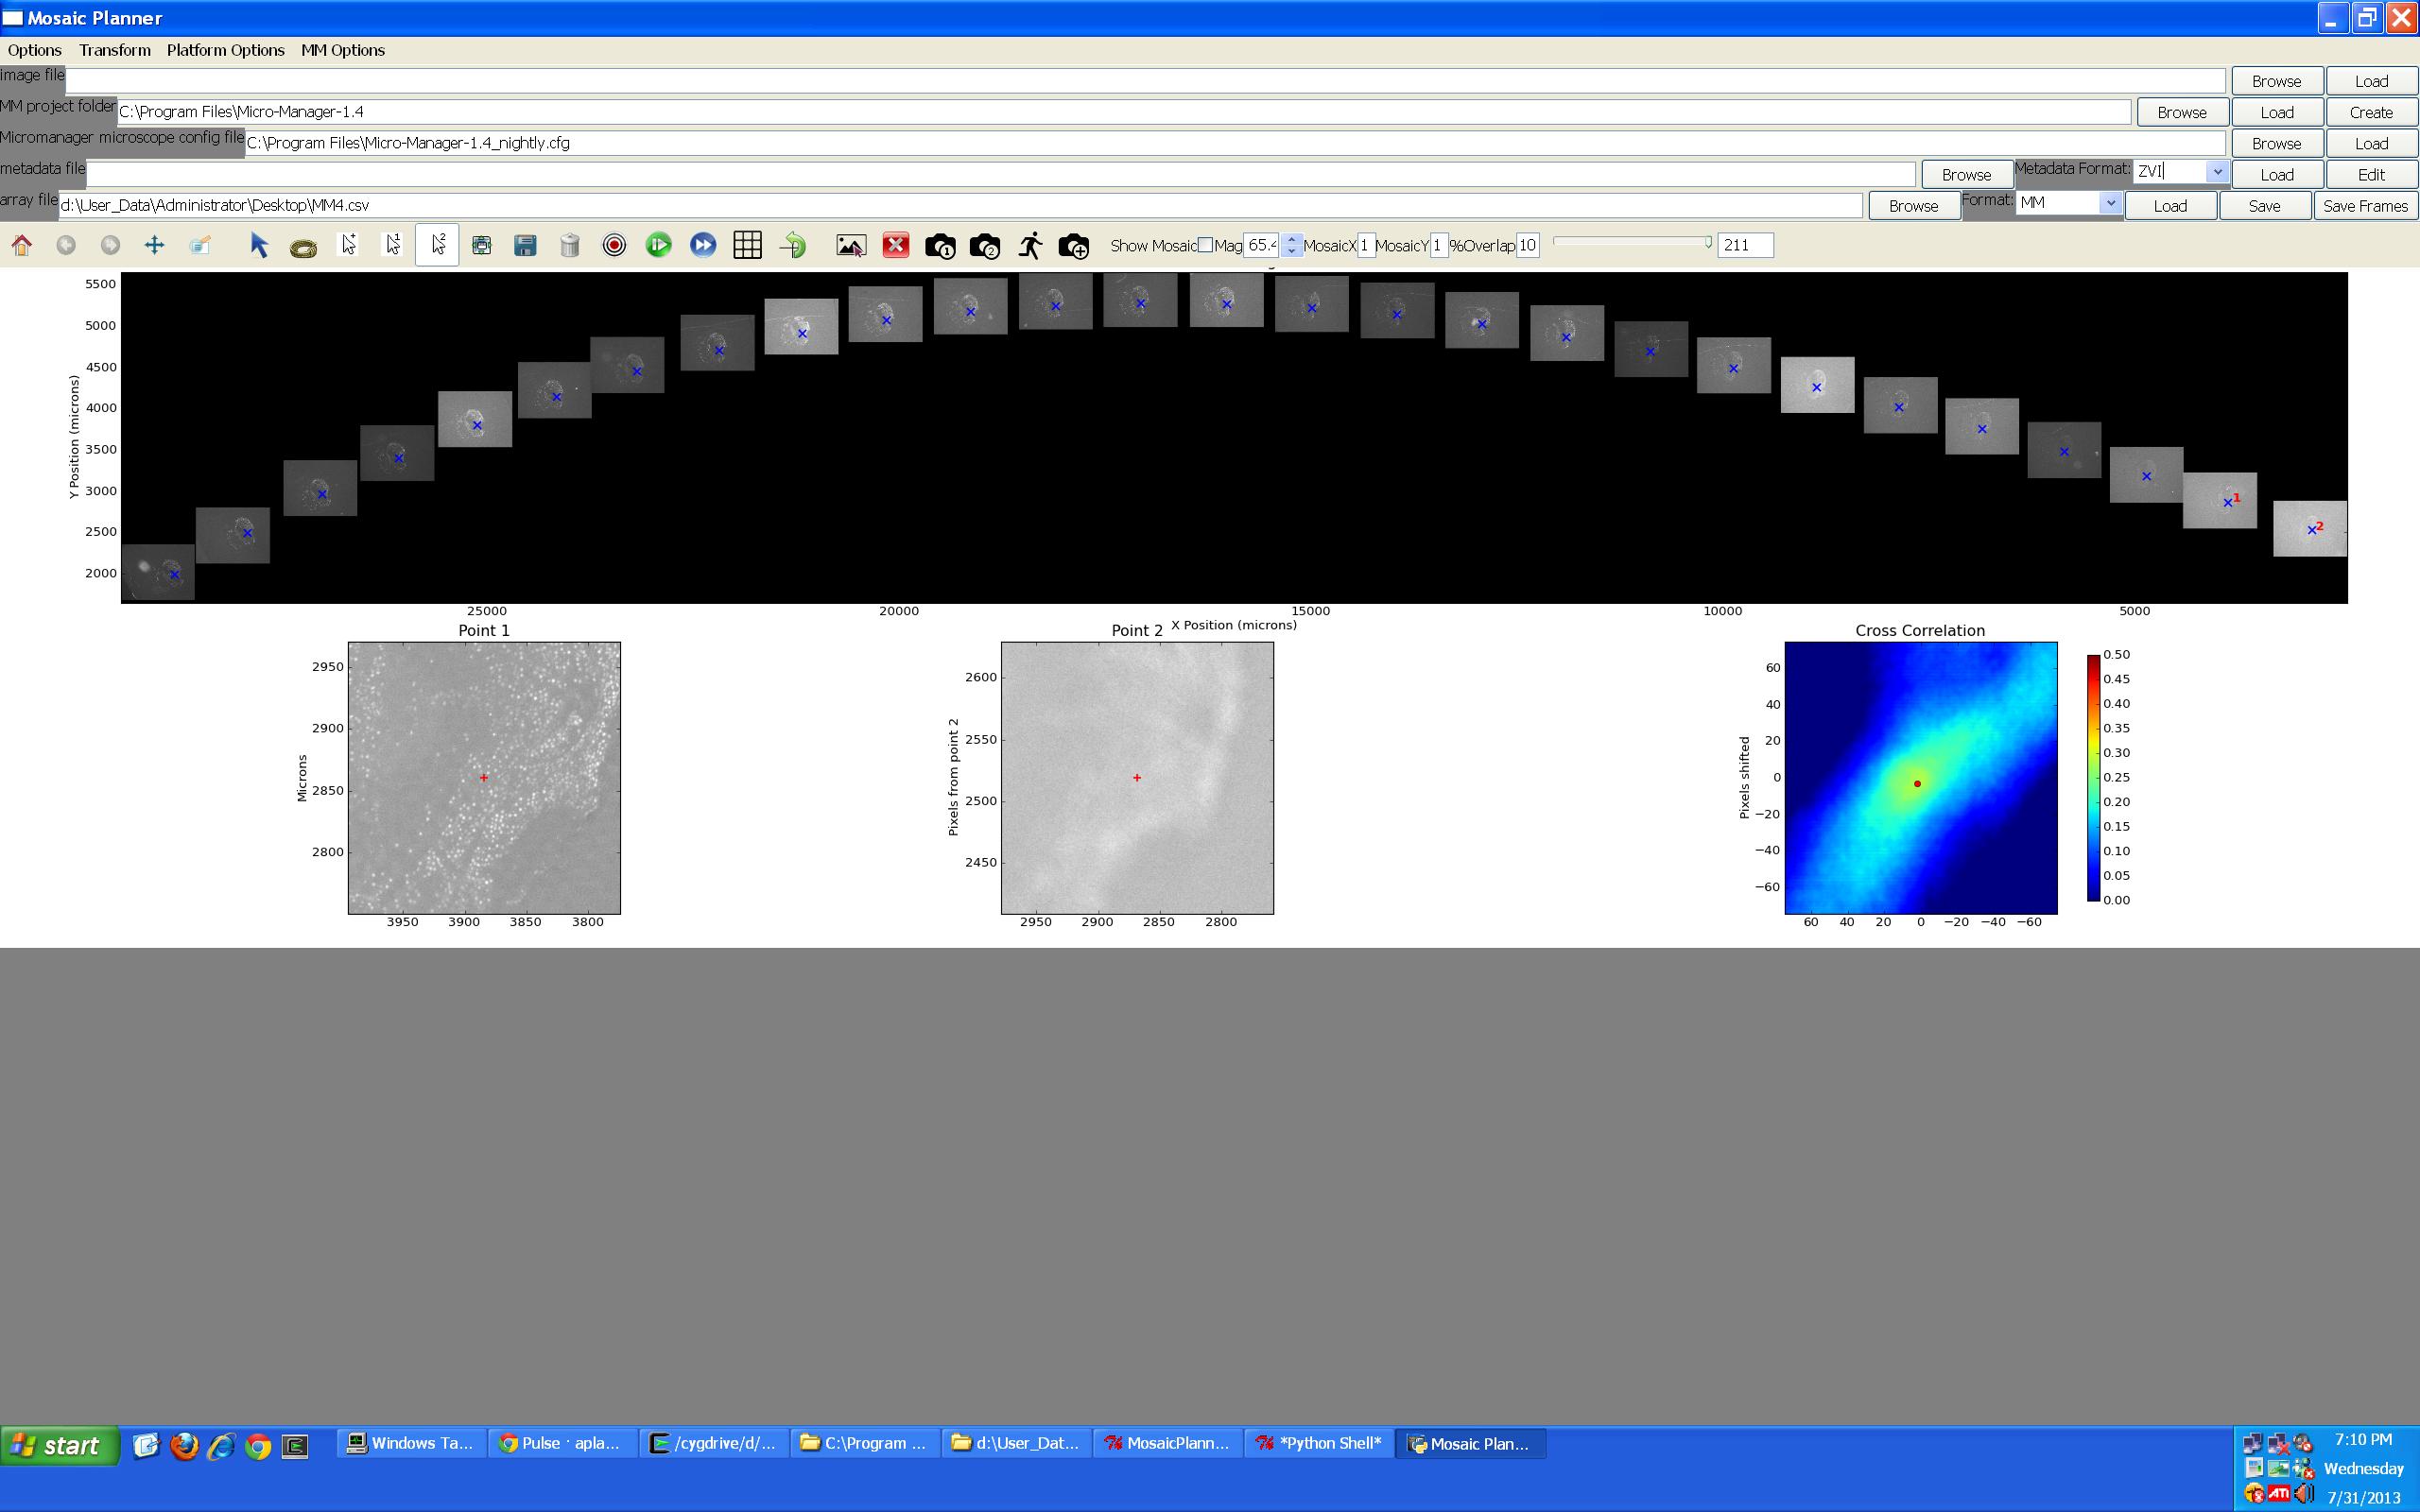 Mosaic Planner
Options Transform Platform Options MM Options
image file Browse Load
MM project folder C:\Program Files\Micro-Manager-1.4 Browse Load Create
Micromanager microscope config file C:\Program Files\Micro-Manager-1.4_nightly.cfg Browse Load
metadata file Browse Metadata Format: ZVI Load Edit
array file d:\User_Data\Administrator\Desktop\MM4.csv Browse Format: MM Load Save Save Frames
1 2 1 2 Show Mosaic Mag 65.4 MosaicX 1 MosaicY 1 %Overlap 10 211
Y Position (microns)
5500
5000
4500
4000
3500
3000
2500
2000
1
2
25000 20000 15000 10000 5000
X Position (microns)
Point 1
Microns
2950
2900
2850
2800
3950 3900 3850 3800
Point 2
Pixels from point 2
2600
2550
2500
2450
2950 2900 2850 2800
Cross Correlation
Pixels shifted
60
40
20
0
−20
−40
−60
60 40 20 0 −20 −40 −60
0.50
0.45
0.40
0.35
0.30
0.25
0.20
0.15
0.10
0.05
0.00
start Windows Ta... Pulse · apla... /cygdrive/d/... C:\Program ... d:\User_Dat... MosaicPlann... *Python Shell* Mosaic Plan...
7:10 PM
Wednesday
ATI 7/31/2013